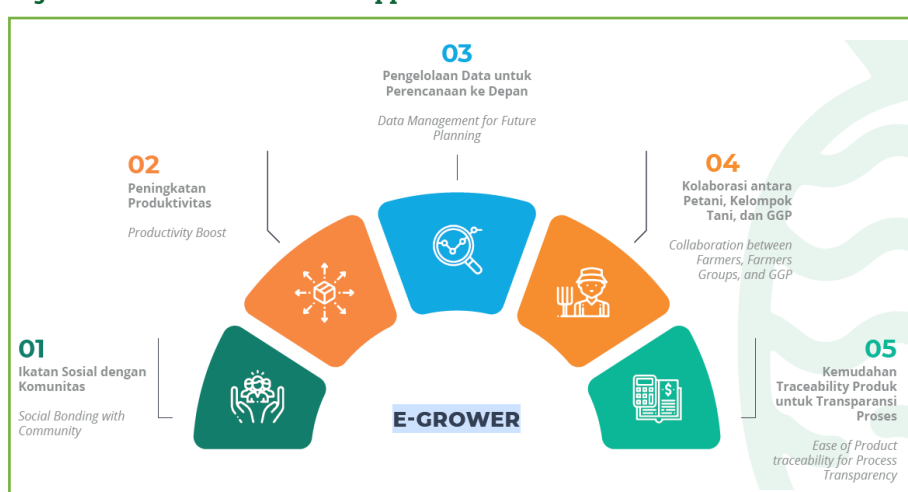 03
Pengelolaan Data untuk
Perencanaan ke Depan
Data Management for Future
Planning
02
Peningkatan
Produktivitas
Productivity Boost
04
Kolaborasi antara
Petani, Kelompok
Tani, dan GGP
Collaboration between
Farmers, Farmers
Groups, and GGP
01
Ikatan Sosial dengan
Komunitas
Social Bonding with
Community
E-GROWER
05
Kemudahan
Traceability Produk
untuk Transparansi
Proses
Ease of Product
traceability for Process
Transparency